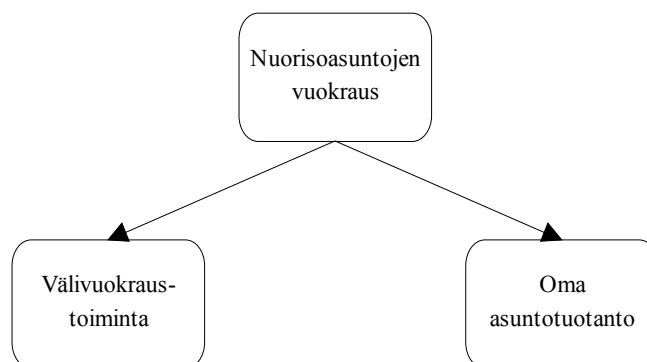 Nuorisoasuntojen
vuokraus
Välivuokraus-
toiminta
Oma
asuntotuotanto